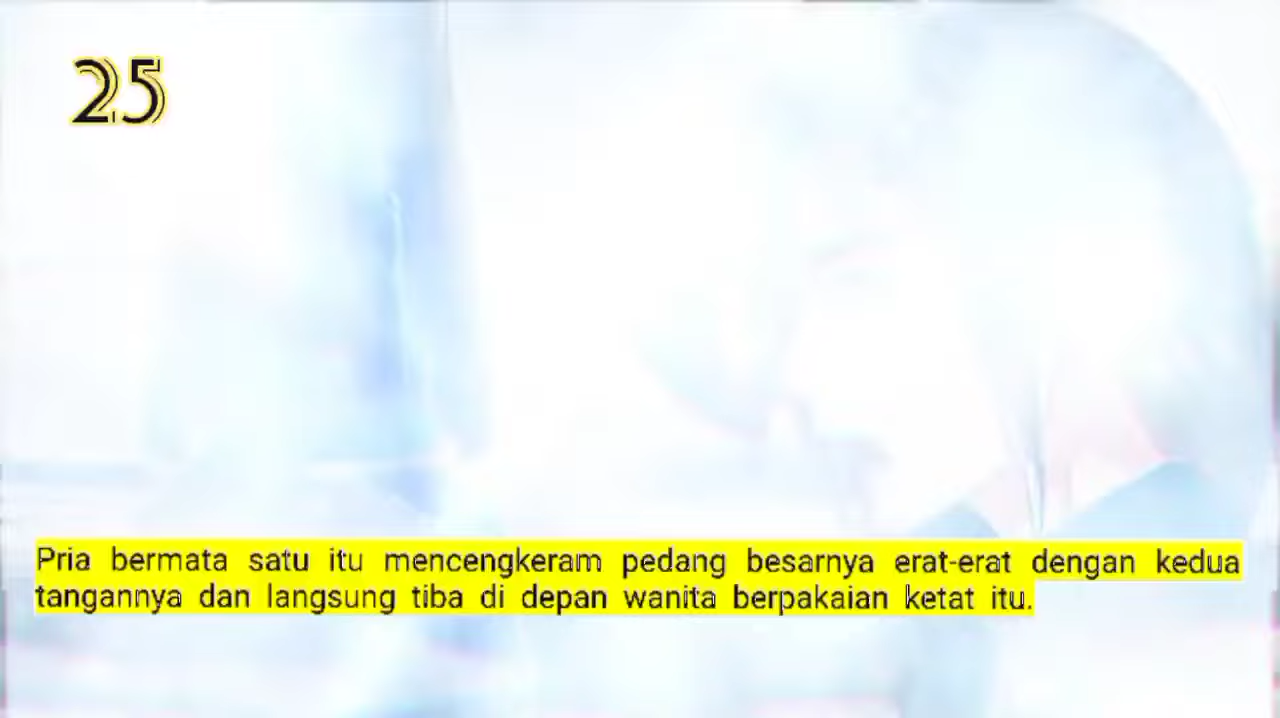 25
Pria bermata satu itu mencengkeram pedang besarnya erat-erat dengan kedua
tangannya dan langsung tiba di depan wanita berpakaian ketat itu.